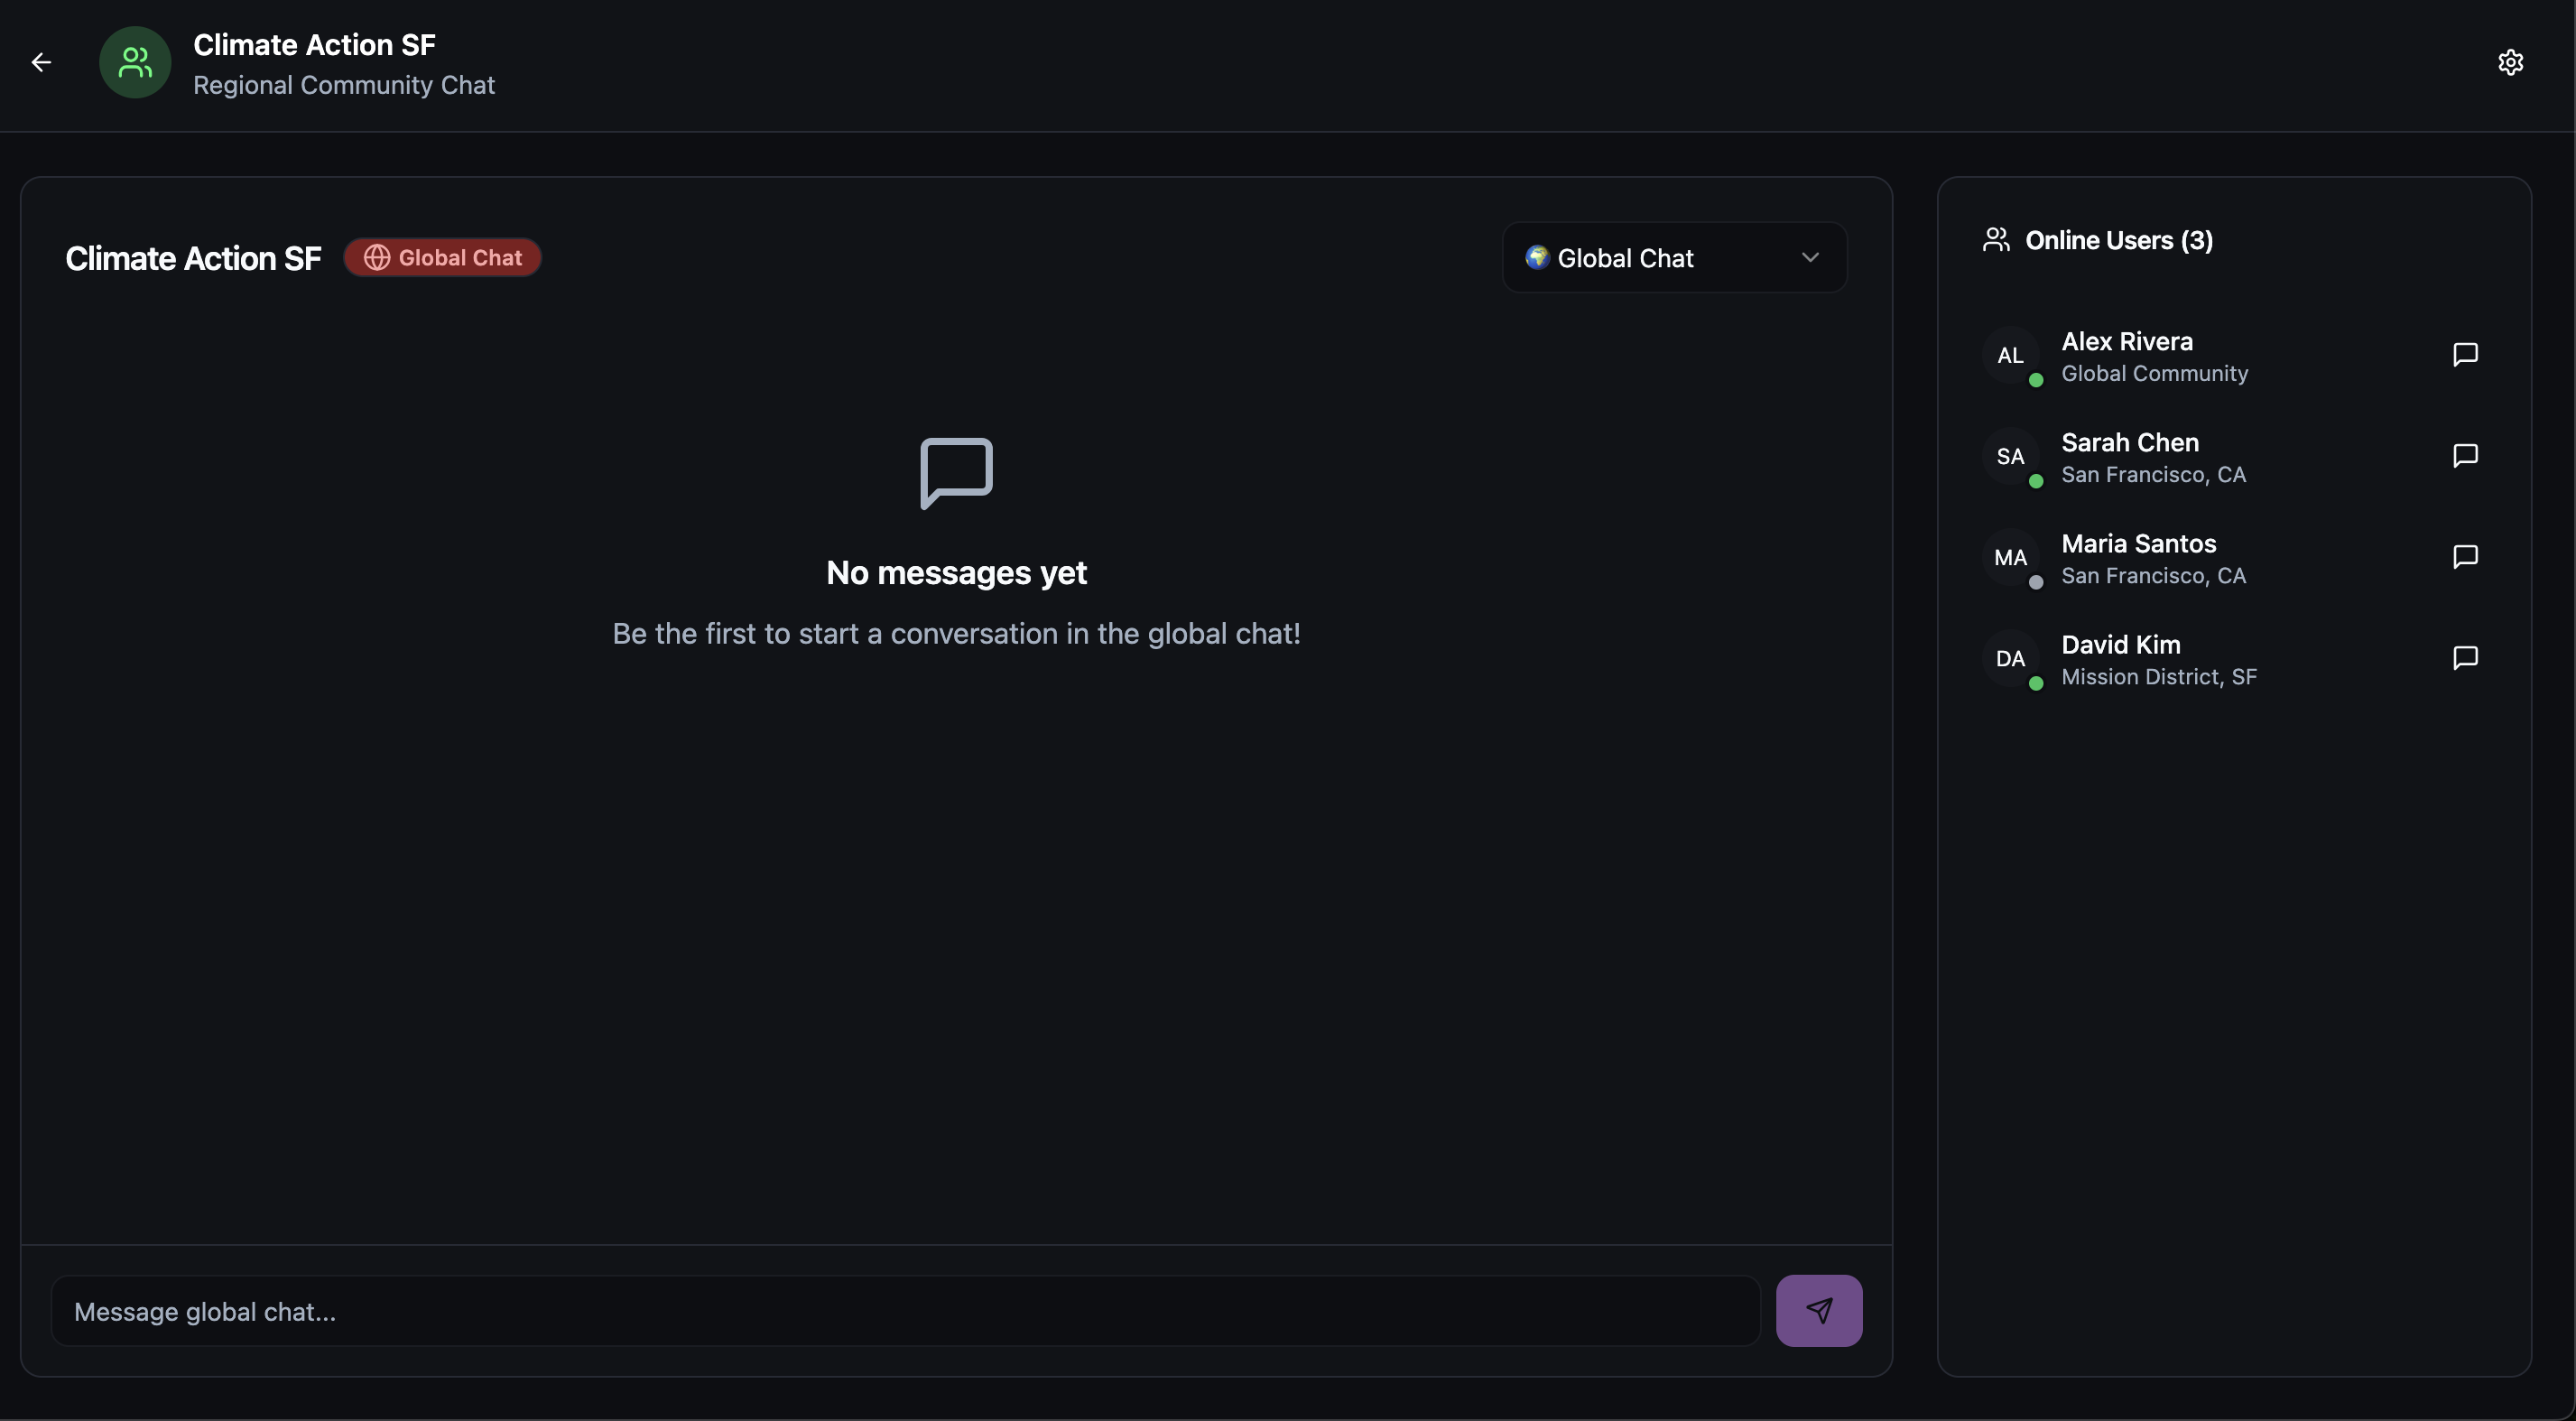 Climate Action SF
Regional Community Chat
Climate Action SF
Global Chat
🌍 Global Chat
No messages yet
Be the first to start a conversation in the global chat!
Message global chat...
Online Users (3)
AL
Alex Rivera
Global Community
SA
Sarah Chen
San Francisco, CA
MA
Maria Santos
San Francisco, CA
DA
David Kim
Mission District, SF